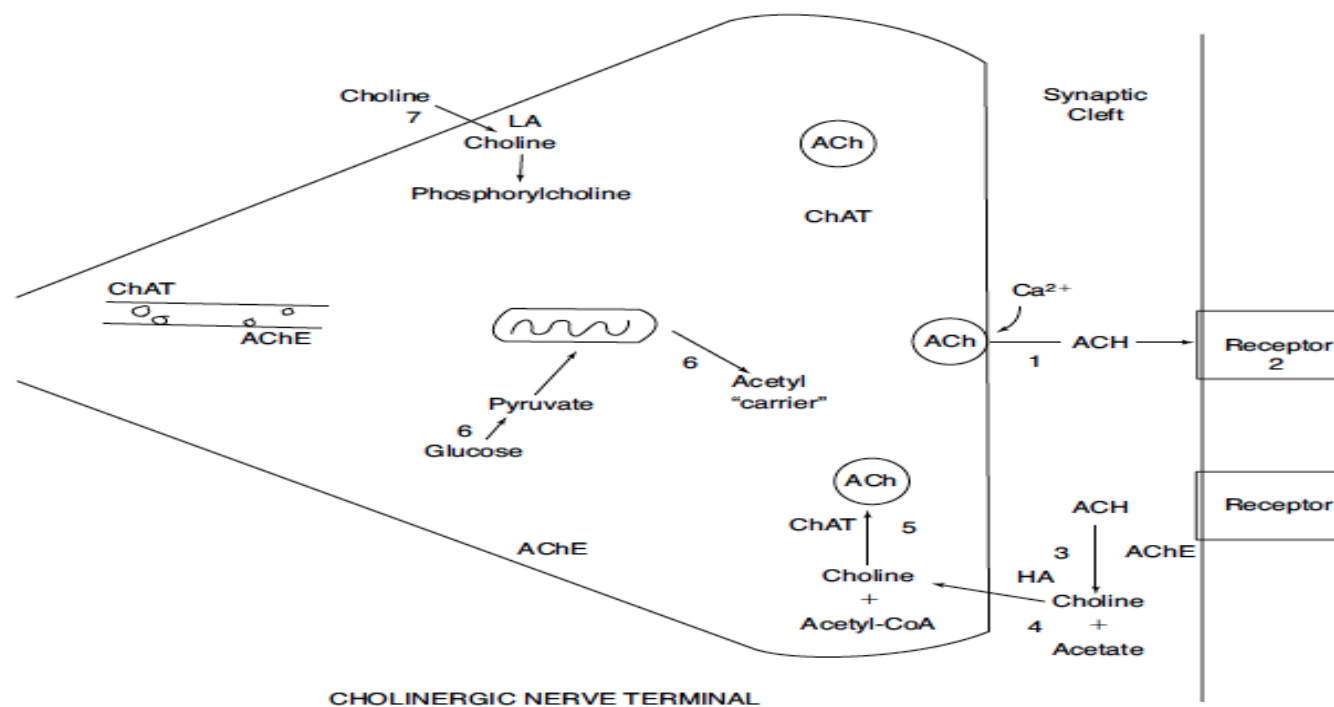 Choline
7
LA
Choline
Phosphorylcholine
Synaptic
Cleft
ACh
ChAT
ChAT
AChE
Ca²⁺
ACh
1
ACH
Receptor
2
6
Acetyl
“carrier”
Pyruvate
6
Glucose
ACh
ChAT
5
Choline
+
Acetyl-CoA
AChE
ACH
3
AChE
HA
4
Choline
+
Acetate
Receptor
CHOLINERGIC NERVE TERMINAL